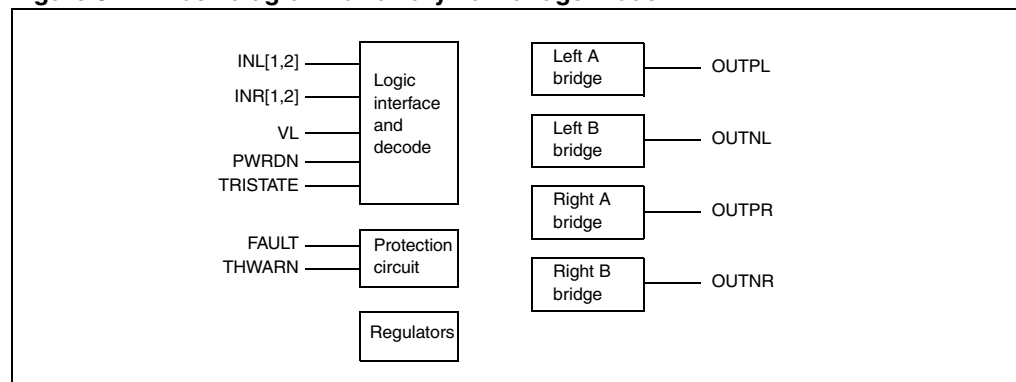 INL[1,2]
INR[1,2]
VL
PWRDN
TRISTATE
Logic
interface
and
decode
FAULT
THWARN
Protection
circuit
Regulators
Left A
bridge
OUTPL
Left B
bridge
OUTNL
Right A
bridge
OUTPR
Right B
bridge
OUTNR